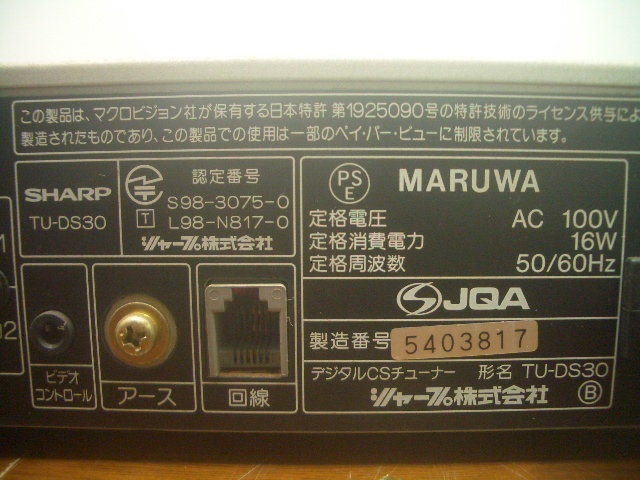 この製品は、マクロビジョン社が保有する日本特許 第1925090号の特許技術のライセンス供与によ
製造されたものであり、この製品での使用は一部のペイ・パー・ビューに制限されています。
SHARP
TU-DS30
認定番号
S98-3075-0
T L98-N817-0
シャープ株式会社
PS
E
MARUWA
定格電圧 AC 100V
定格消費電力 16W
定格周波数 50/60Hz
JQA
製造番号 5403817
デジタルCSチューナー 形名 TU-DS30
シャープ株式会社 B
ビデオ
コントロール
アース
回線